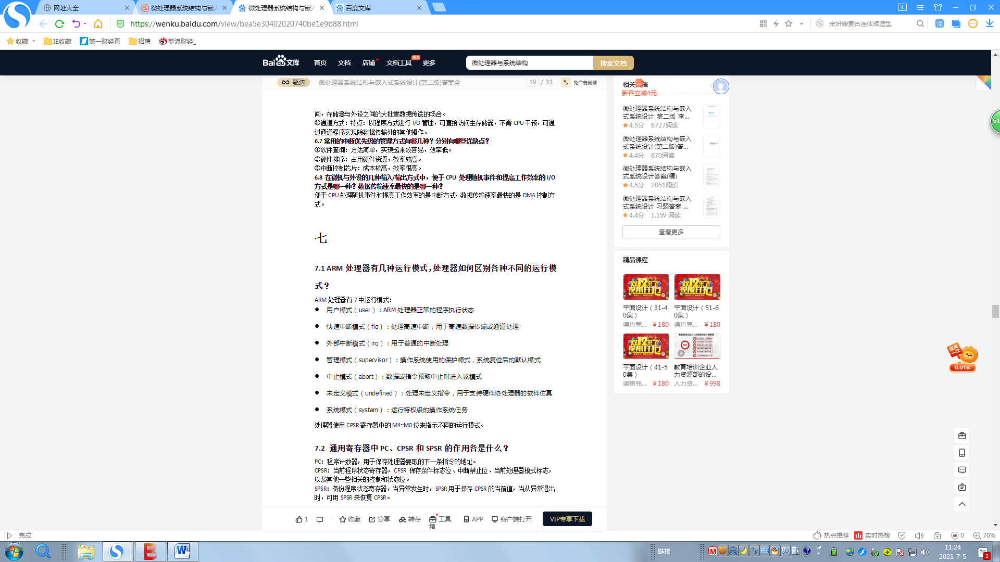 网址大全
微处理器系统结构与嵌入
微处理器系统结构与嵌入
百度文库
4
https://wenku.baidu.com/view/bea5e30402020740be1e9b88.html
宋妍霏复古连体裤造型
译
收藏
IE收藏
第一财经直
招聘
新浪财经_
Bai du 文库
首页
文档
店铺
文档工具
限免
更多
微处理器与系统结构
搜索文档
甄选
微处理器系统结构与嵌入式系统设计(第二版)答案全
19 / 33
免广告阅读
间，存储器与外设之间的大批量数据传送的场合。
⑤通道方式：特点：以程序方式进行 I/O 管理，可直接访问主存储器，不需 CPU 干预，可通
过通道程序实现除数据传输外的其他操作。
6.7 常用的中断优先级的管理方式有哪几种？分别有哪些优缺点？
①软件查询：方法简单，实现起来较容易，效率低。
②硬件排序：占用硬件资源，效率较高。
③中断控制芯片：成本较高，效率很高。
6.8 在微机与外设的几种输入/输出方式中，便于 CPU 处理随机事件和提高工作效率的 I/O
方式是哪一种？数据传输速率最快的是哪一种？
便于 CPU 处理随机事件和提高工作效率的是中断方式，数据传输速率最快的是 DMA 控制方
式。
七
7.1 ARM 处理器有几种运行模式，处理器如何区别各种不同的运行模
式？
ARM 处理器有 7 中运行模式：
● 用户模式（user）：ARM 处理器正常的程序执行状态
● 快速中断模式（fiq）：处理高速中断，用于高速数据传输或通道处理
● 外部中断模式（irq）：用于普通的中断处理
● 管理模式（supervisor）：操作系统使用的保护模式，系统复位后的默认模式
● 中止模式（abort）：数据或指令预取中止时进入该模式
● 未定义模式（undefined）：处理未定义指令，用于支持硬件协处理器的软件仿真
● 系统模式（system）：运行特权级的操作系统任务
处理器使用 CPSR 寄存器中的 M4~M0 位来指示不同的运行模式。
7.2 通用寄存器中 PC、CPSR 和 SPSR 的作用各是什么？
PC：程序计数器，用于保存处理器要取的下一条指令的地址。
CPSR：当前程序状态寄存器，CPSR 保存条件标志位、中断禁止位、当前处理器模式标志，
以及其他一些相关的控制和状态位。
SPSR：备份程序状态寄存器，当异常发生时，SPSR 用于保存 CPSR 的当前值，当从异常退出
时，可用 SPSR 来恢复 CPSR。
1
收藏
分享
转存
工具
箱
APP
客户端打开
VIP专享下载
相关 档
新客立减4元
微处理器系统结构与嵌入
式系统设计 第二版 李...
4.5分 6727阅读
微处理器系统结构与嵌入
式系统设计(第二版)答...
4.4分 670阅读
微处理器系统结构与嵌入
式系统设计答案(精)
4.5分 2051阅读
微处理器系统结构与嵌入
式系统设计 习题答案 ...
4.4分 1.1W 阅读
查看更多
精品课程
双12来了
提前狂抢
平面设计（31-4
0集）
德鲁克... ￥180
双12来了
提前狂抢
平面设计（51-6
0集）
德鲁克... ￥180
双12来了
提前狂抢
平面设计（41-5
0集）
德鲁克... ￥180
教育培训企业人
力资源部的设...
人力资... ￥998
51
仅此
一次
0.01元
完成
热点推荐
实时热榜
0
70%
链接
英
11:24
2021-7-5
2